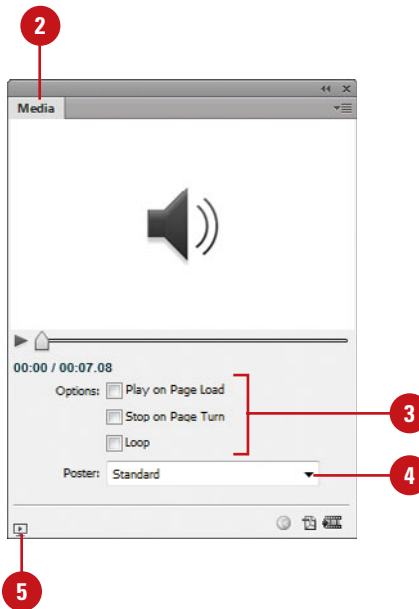 2
Media
00:00 / 00:07.08
Options: Play on Page Load
Stop on Page Turn
Loop
3
Poster: Standard
4
5